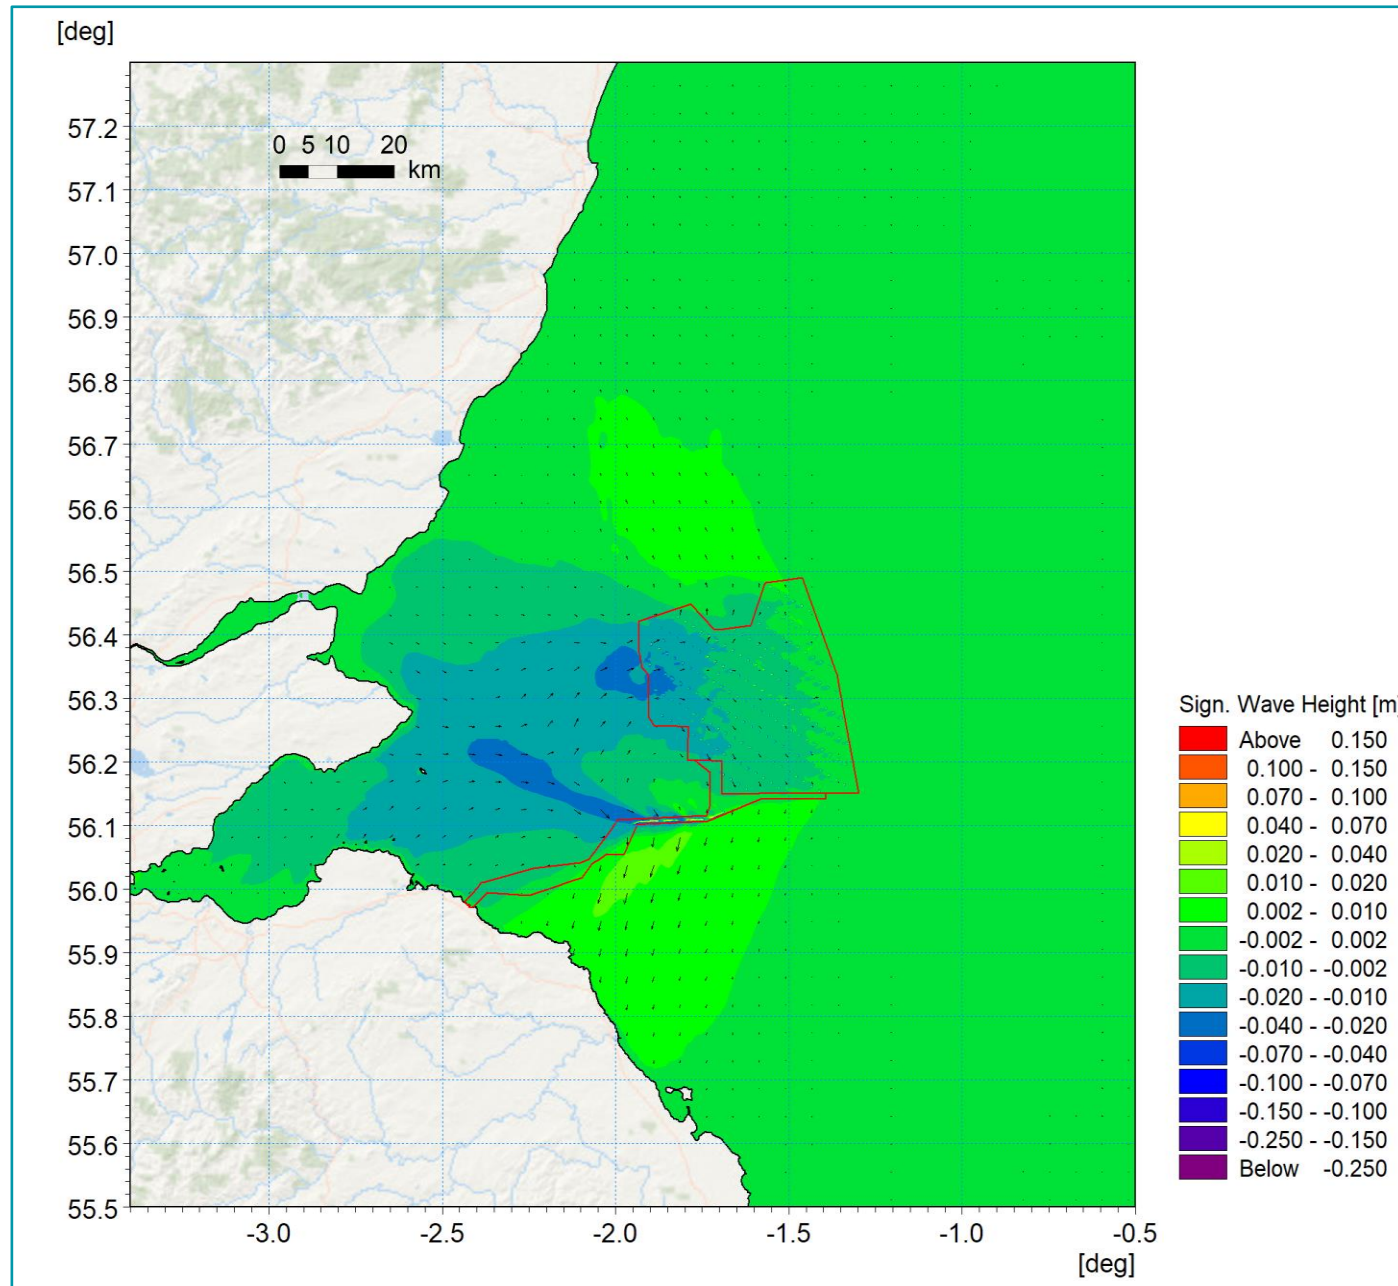 [deg]
0 5 10 20
km
57.2
57.1
57.0
56.9
56.8
56.7
56.6
56.5
56.4
56.3
56.2
56.1
56.0
55.9
55.8
55.7
55.6
55.5
-3.0 -2.5 -2.0 -1.5 -1.0 -0.5
[deg]
Sign. Wave Height [m]
Above 0.150
0.100 - 0.150
0.070 - 0.100
0.040 - 0.070
0.020 - 0.040
0.010 - 0.020
0.002 - 0.010
-0.002 - 0.002
-0.010 - -0.002
-0.020 - -0.010
-0.040 - -0.020
-0.070 - -0.040
-0.100 - -0.070
-0.150 - -0.100
-0.250 - -0.150
Below -0.250